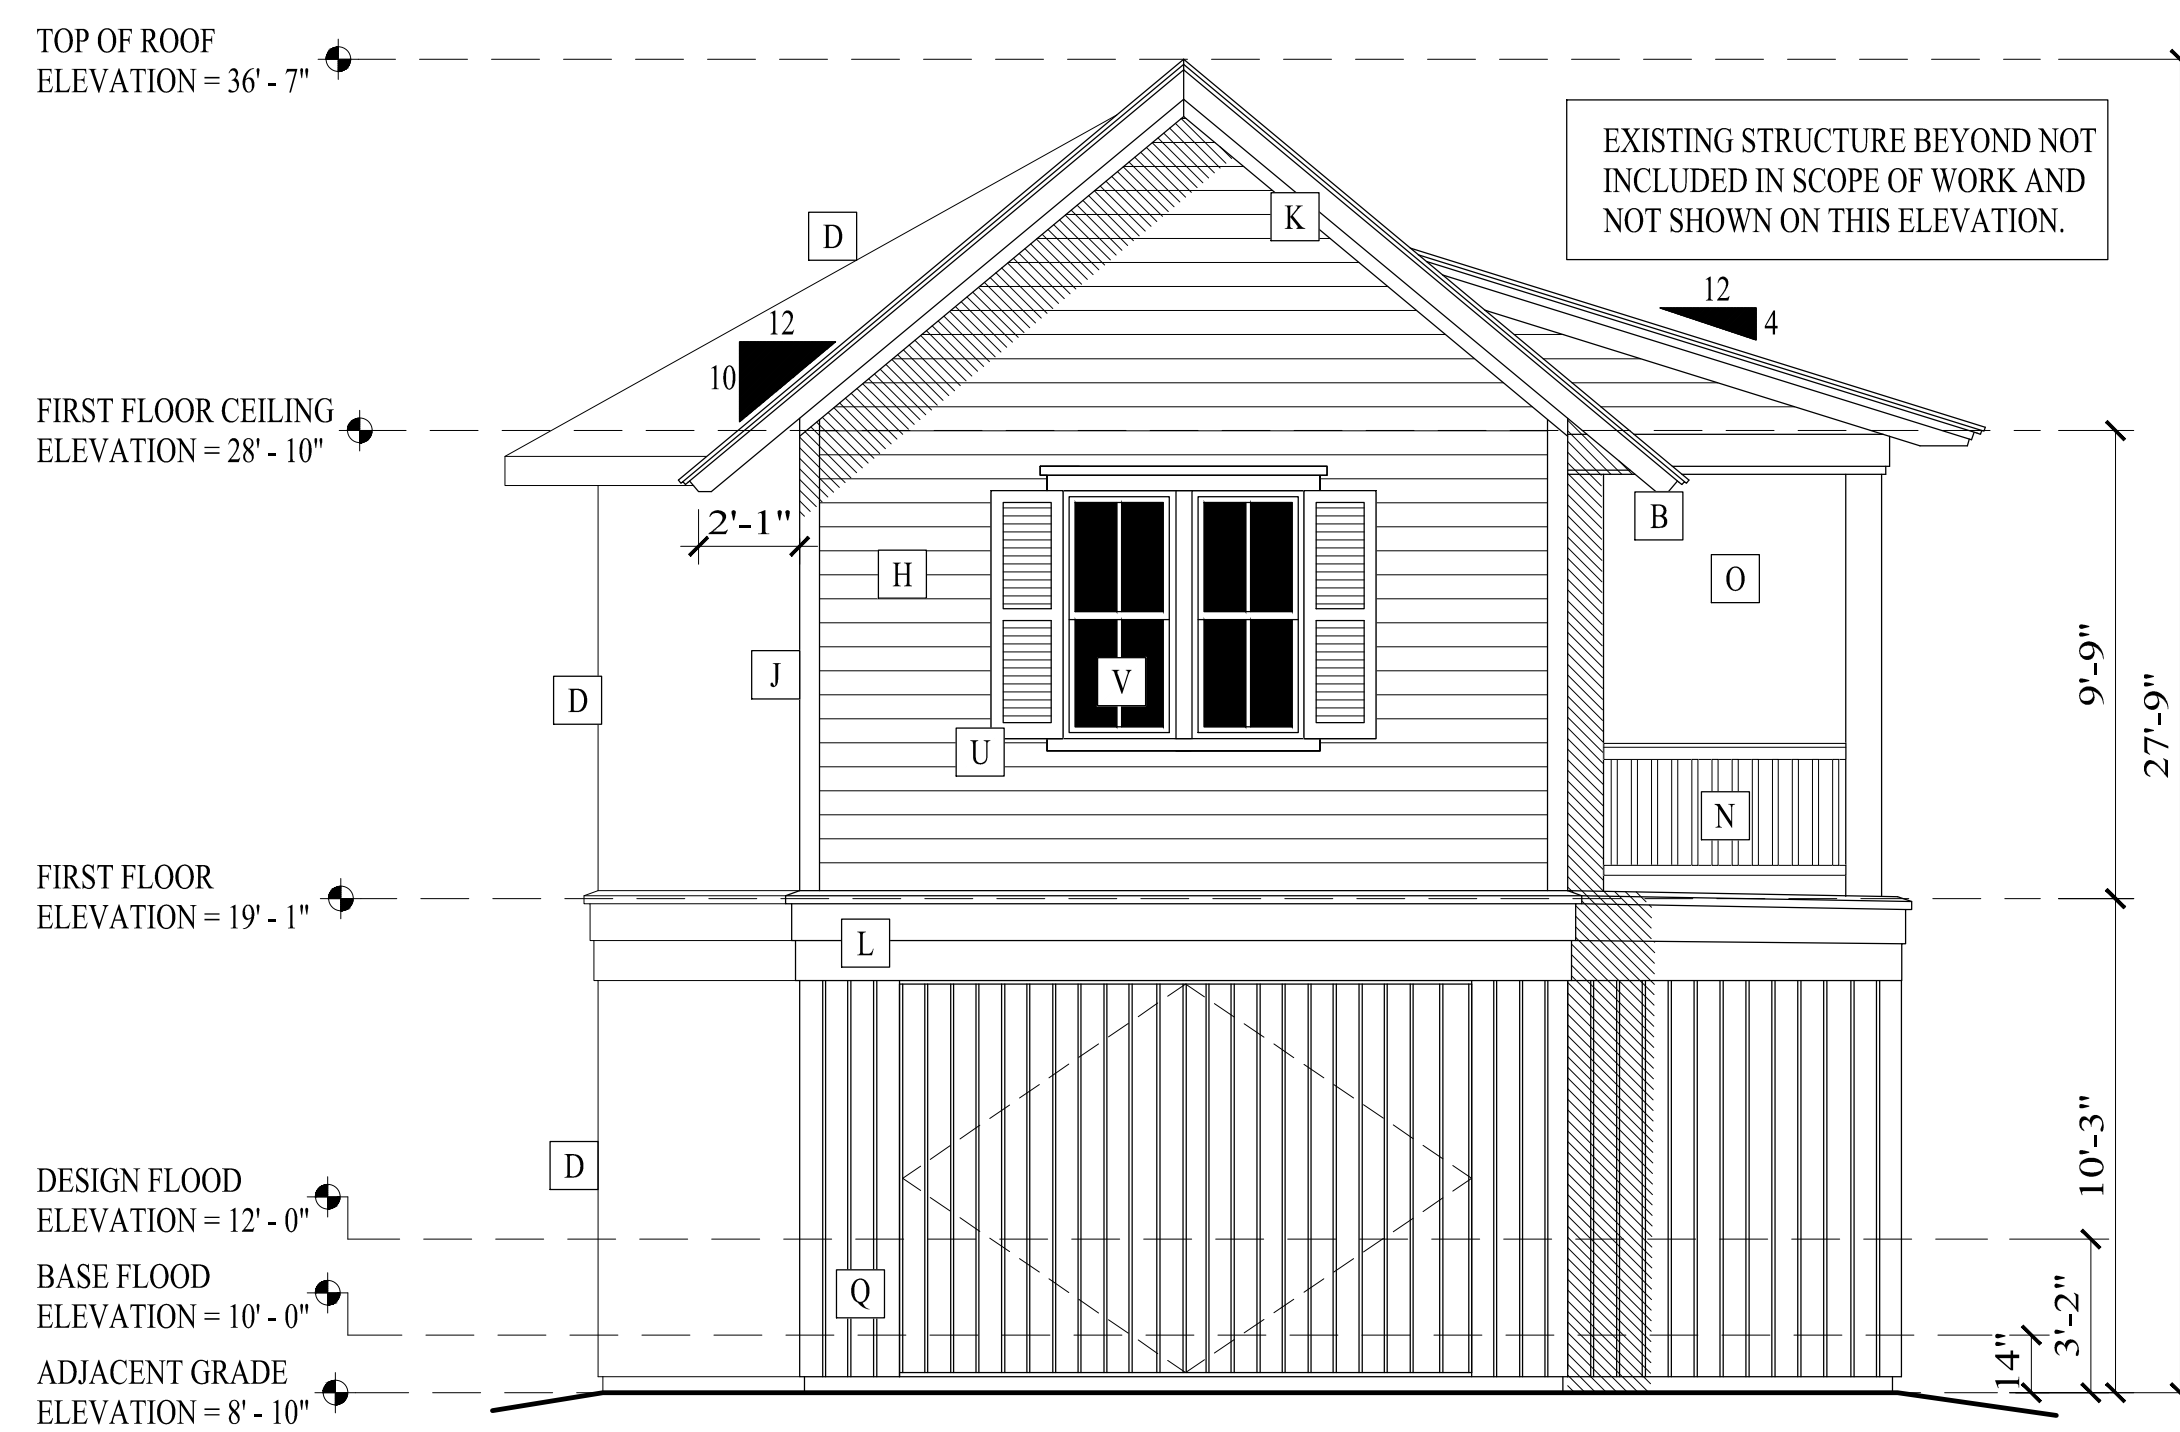 TOP OF ROOF
ELEVATION = 36' - 7"
EXISTING STRUCTURE BEYOND NOT
INCLUDED IN SCOPE OF WORK AND
NOT SHOWN ON THIS ELEVATION.
K
D
12
4
12
10
FIRST FLOOR CEILING
ELEVATION = 28' - 10"
2'-1"
B
H
O
J
D
V
U
9'-9"
27'-9"
N
FIRST FLOOR
ELEVATION = 19' - 1"
L
10'-3"
D
DESIGN FLOOD
ELEVATION = 12' - 0"
BASE FLOOD
ELEVATION = 10' - 0"
Q
3'-2"
14"
ADJACENT GRADE
ELEVATION = 8' - 10"